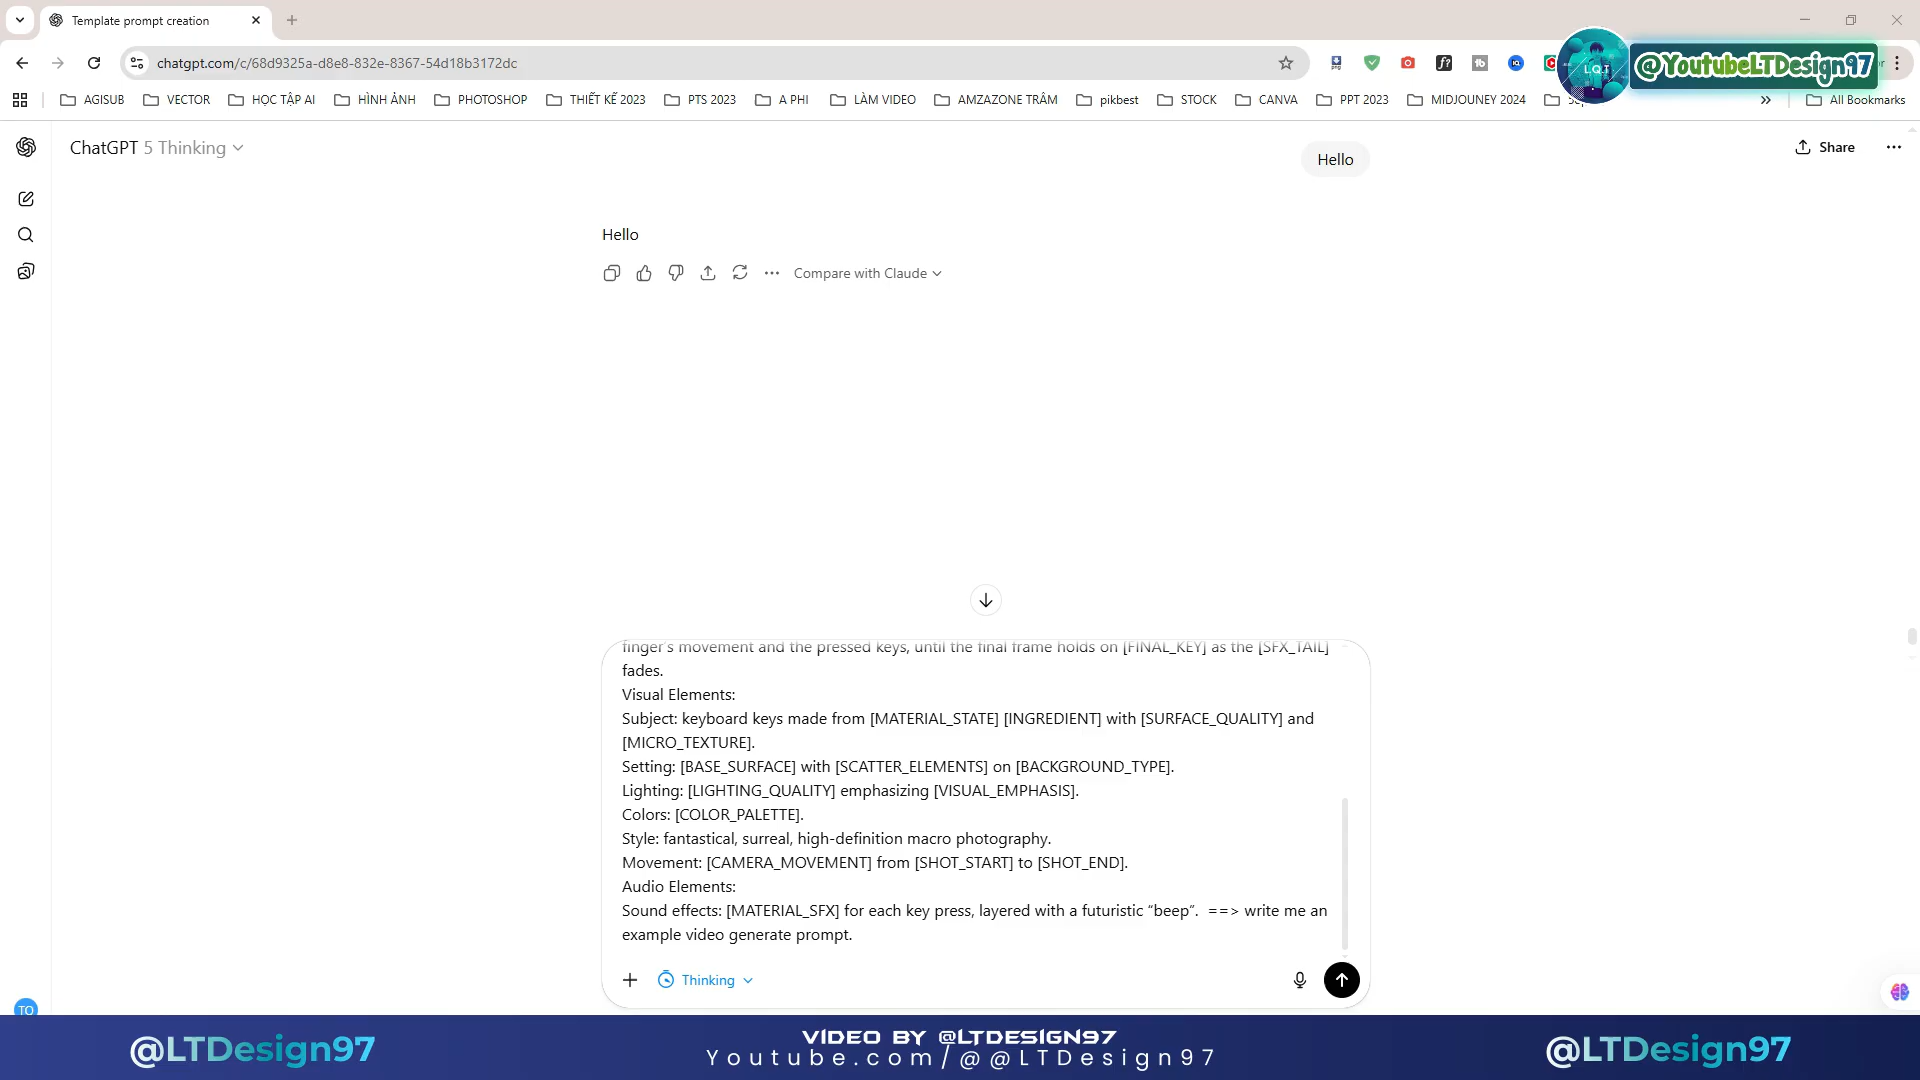 Template prompt creation
chatgpt.com/c/68d9325a-d8e8-832e-8367-54d18b3172dc
@YoutubeLTDesign97
L.Q.T
AGISUB
VECTOR
HỌC TẬP AI
HÌNH ẢNH
PHOTOSHOP
THIẾT KẾ 2023
PTS 2023
A PHI
LÀM VIDEO
AMZAZONE TRÂM
pikbest
STOCK
CANVA
PPT 2023
MIDJOUNEY 2024
All Bookmarks
ChatGPT 5 Thinking
Share
Hello
Hello
Compare with Claude
finger's movement and the pressed keys, until the final frame holds on [FINAL_KEY] as the [SFX_TAIL]
fades.
Visual Elements:
Subject: keyboard keys made from [MATERIAL_STATE] [INGREDIENT] with [SURFACE_QUALITY] and
[MICRO_TEXTURE].
Setting: [BASE_SURFACE] with [SCATTER_ELEMENTS] on [BACKGROUND_TYPE].
Lighting: [LIGHTING_QUALITY] emphasizing [VISUAL_EMPHASIS].
Colors: [COLOR_PALETTE].
Style: fantastical, surreal, high-definition macro photography.
Movement: [CAMERA_MOVEMENT] from [SHOT_START] to [SHOT_END].
Audio Elements:
Sound effects: [MATERIAL_SFX] for each key press, layered with a futuristic “beep”. ==> write me an
example video generate prompt.
Thinking
TO
@LTDesign97
VIDEO BY @LTDESIGN97
Youtube.com/@@LTDesign97
@LTDesign97